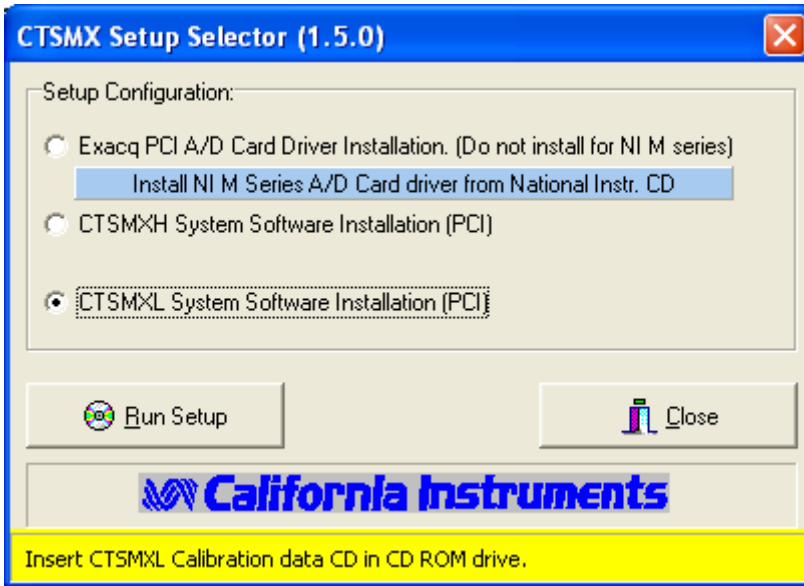 CTSMX Setup Selector (1.5.0)
Setup Configuration:
Exacq PCI A/D Card Driver Installation. (Do not install for NI M series)
Install NI M Series A/D Card driver from National Instr. CD
CTSMXH System Software Installation (PCI)
CTSMXL System Software Installation (PCI)
Run Setup
Close
California Instruments
Insert CTSMXL Calibration data CD in CD ROM drive.